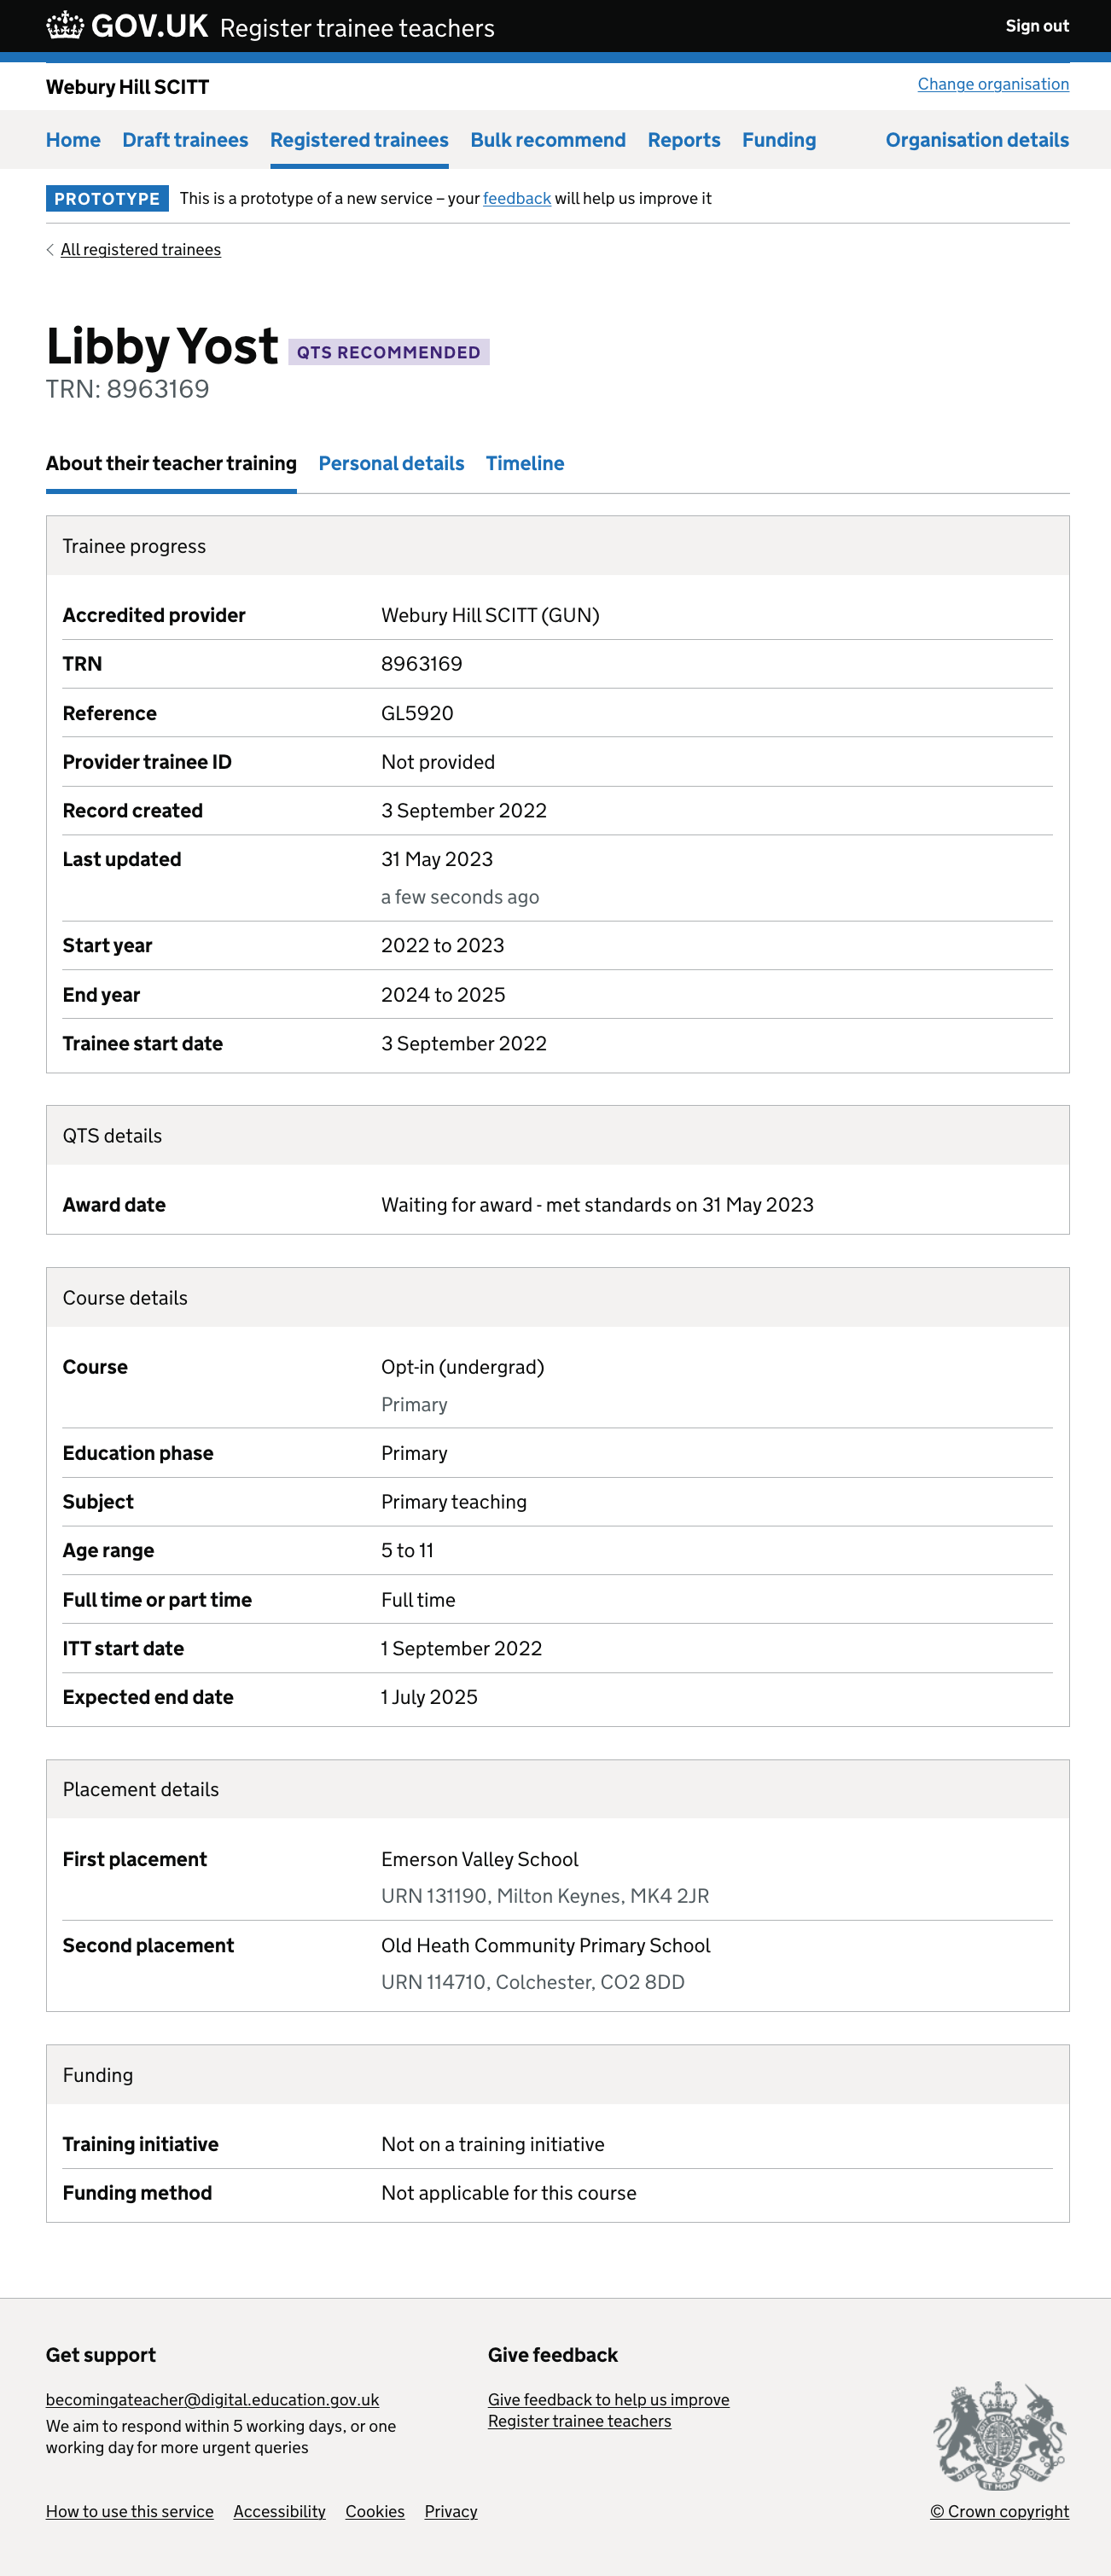 GOV.UK Register trainee teachers
Sign out
Webury Hill SCITT
Change organisation
Home Draft trainees Registered trainees Bulk recommend Reports Funding Organisation details
PROTOTYPE This is a prototype of a new service – your feedback will help us improve it
All registered trainees
Libby Yost QTS RECOMMENDED
TRN: 8963169
About their teacher training Personal details Timeline
Trainee progress
Accredited provider Webury Hill SCITT (GUN)
TRN 8963169
Reference GL5920
Provider trainee ID Not provided
Record created 3 September 2022
Last updated 31 May 2023
a few seconds ago
Start year 2022 to 2023
End year 2024 to 2025
Trainee start date 3 September 2022
QTS details
Award date Waiting for award - met standards on 31 May 2023
Course details
Course Opt-in (undergrad)
Primary
Education phase Primary
Subject Primary teaching
Age range 5 to 11
Full time or part time Full time
ITT start date 1 September 2022
Expected end date 1 July 2025
Placement details
First placement Emerson Valley School
URN 131190, Milton Keynes, MK4 2JR
Second placement Old Heath Community Primary School
URN 114710, Colchester, CO2 8DD
Funding
Training initiative Not on a training initiative
Funding method Not applicable for this course
Get support
becomingateacher@digital.education.gov.uk
We aim to respond within 5 working days, or one
working day for more urgent queries
Give feedback
Give feedback to help us improve
Register trainee teachers
DIEU ET MON DROIT
How to use this service Accessibility Cookies Privacy
© Crown copyright